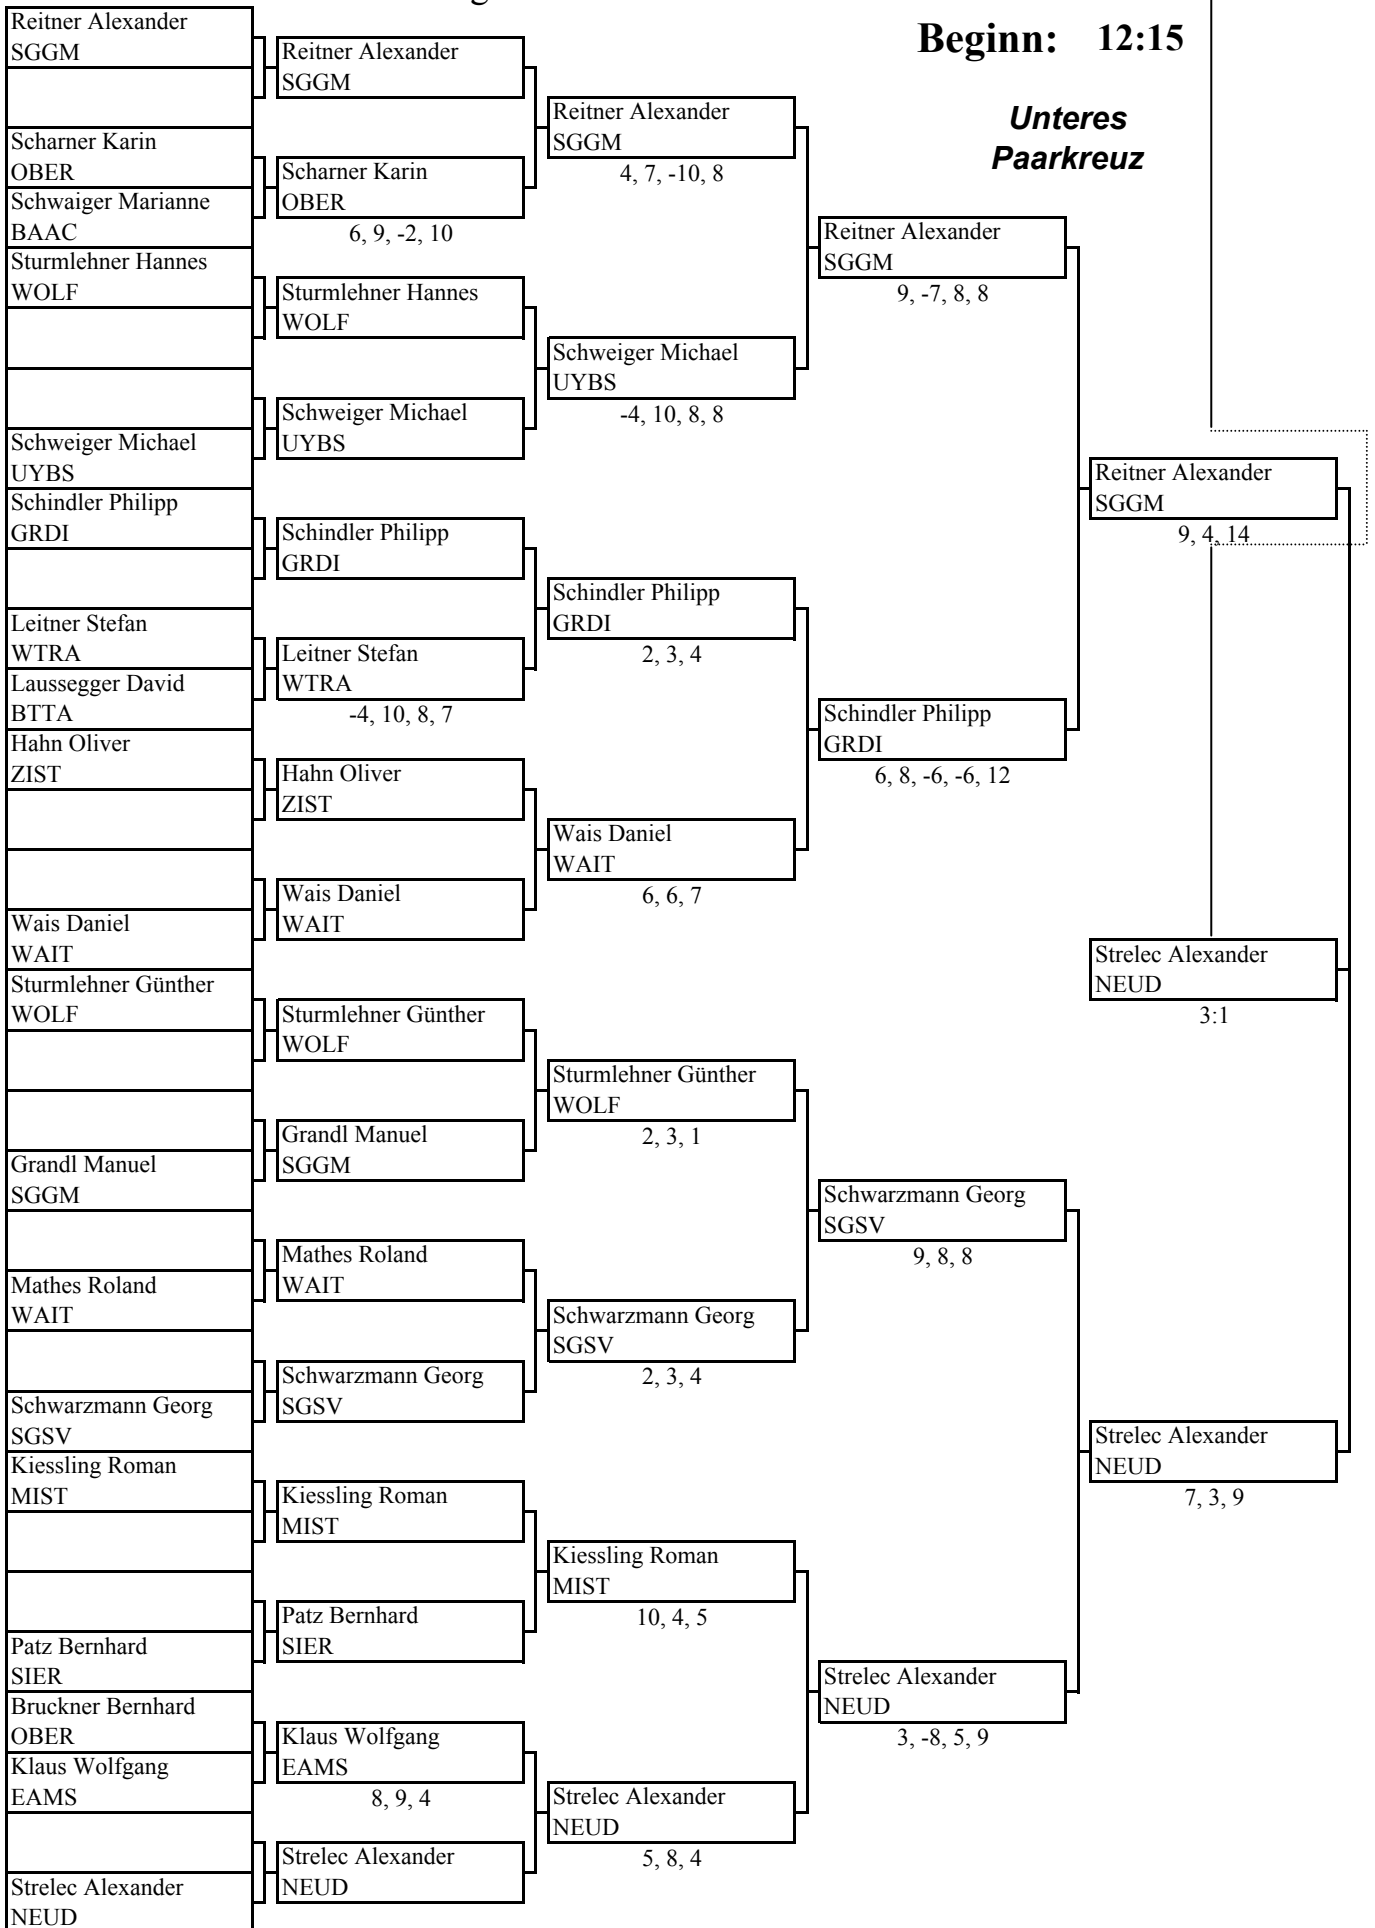 Beginn: 12:15
Unteres
Paarkreuz
Reitner Alexander
SGGM
Scharner Karin
OBER
Schwaiger Marianne
BAAC
Sturmlehner Hannes
WOLF
Schweiger Michael
UYBS
Schindler Philipp
GRDI
Leitner Stefan
WTRA
Laussegger David
BTTA
Hahn Oliver
ZIST
Wais Daniel
WAIT
Sturmlehner Günther
WOLF
Grandl Manuel
SGGM
Mathes Roland
WAIT
Schwarzmann Georg
SGSV
Kiessling Roman
MIST
Patz Bernhard
SIER
Bruckner Bernhard
OBER
Klaus Wolfgang
EAMS
Strelec Alexander
NEUD
Reitner Alexander
SGGM
Scharner Karin
OBER
6, 9, -2, 10
Sturmlehner Hannes
WOLF
Schweiger Michael
UYBS
Schindler Philipp
GRDI
Leitner Stefan
WTRA
-4, 10, 8, 7
Hahn Oliver
ZIST
Wais Daniel
WAIT
Sturmlehner Günther
WOLF
Grandl Manuel
SGGM
Mathes Roland
WAIT
Schwarzmann Georg
SGSV
Kiessling Roman
MIST
Patz Bernhard
SIER
Klaus Wolfgang
EAMS
8, 9, 4
Strelec Alexander
NEUD
Reitner Alexander
SGGM
4, 7, -10, 8
Schweiger Michael
UYBS
-4, 10, 8, 8
Schindler Philipp
GRDI
2, 3, 4
Wais Daniel
WAIT
6, 6, 7
Sturmlehner Günther
WOLF
2, 3, 1
Schwarzmann Georg
SGSV
2, 3, 4
Kiessling Roman
MIST
10, 4, 5
Strelec Alexander
NEUD
5, 8, 4
Reitner Alexander
SGGM
9, -7, 8, 8
Schindler Philipp
GRDI
6, 8, -6, -6, 12
Schwarzmann Georg
SGSV
9, 8, 8
Strelec Alexander
NEUD
3, -8, 5, 9
Reitner Alexander
SGGM
9, 4, 14
Strelec Alexander
NEUD
3:1
Strelec Alexander
NEUD
7, 3, 9